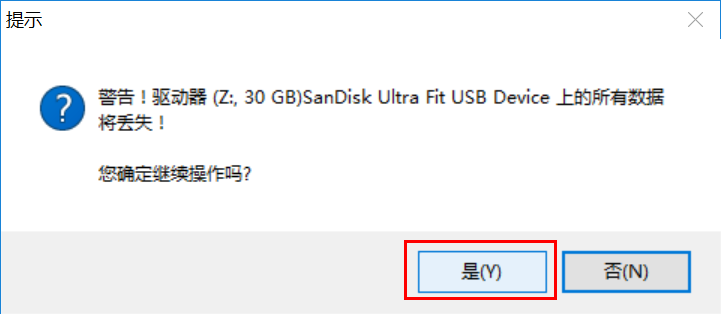 提示
警告！驱动器 (Z:, 30 GB)SanDisk Ultra Fit USB Device 上的所有数据
将丢失！
您确定继续操作吗?
是(Y)
否(N)